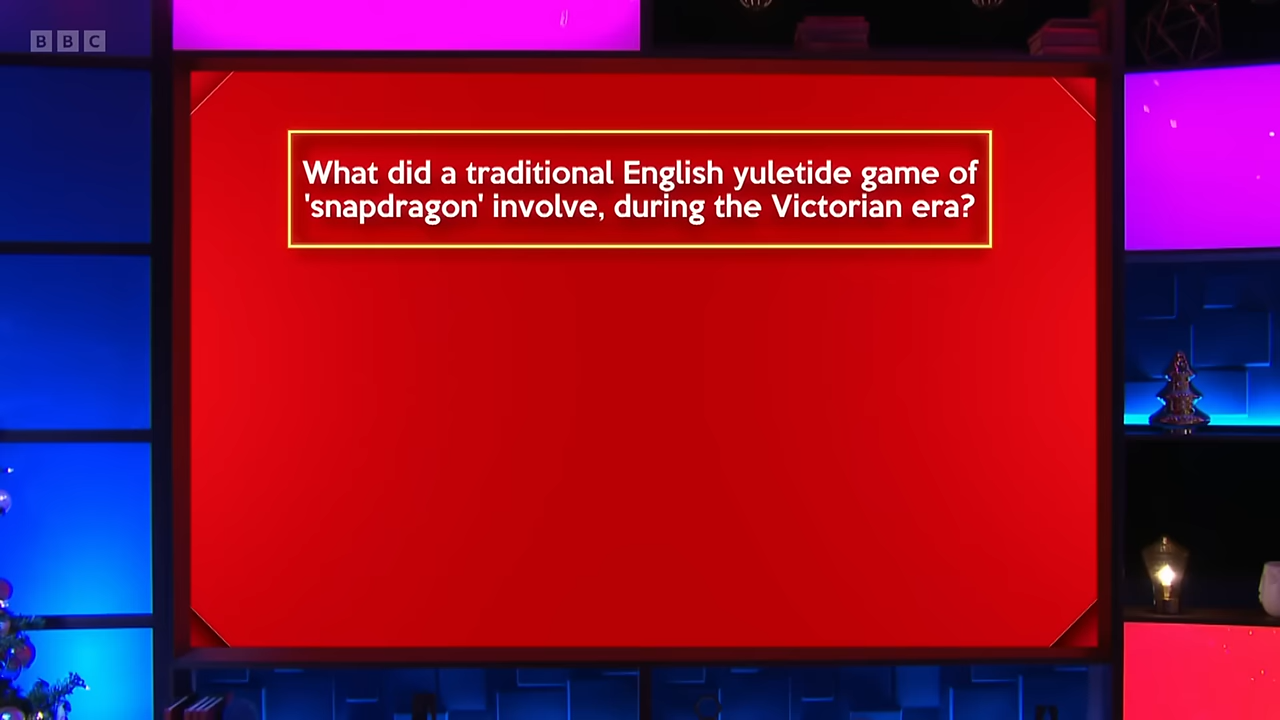 BBC
What did a traditional English yuletide game of
'snapdragon' involve, during the Victorian era?